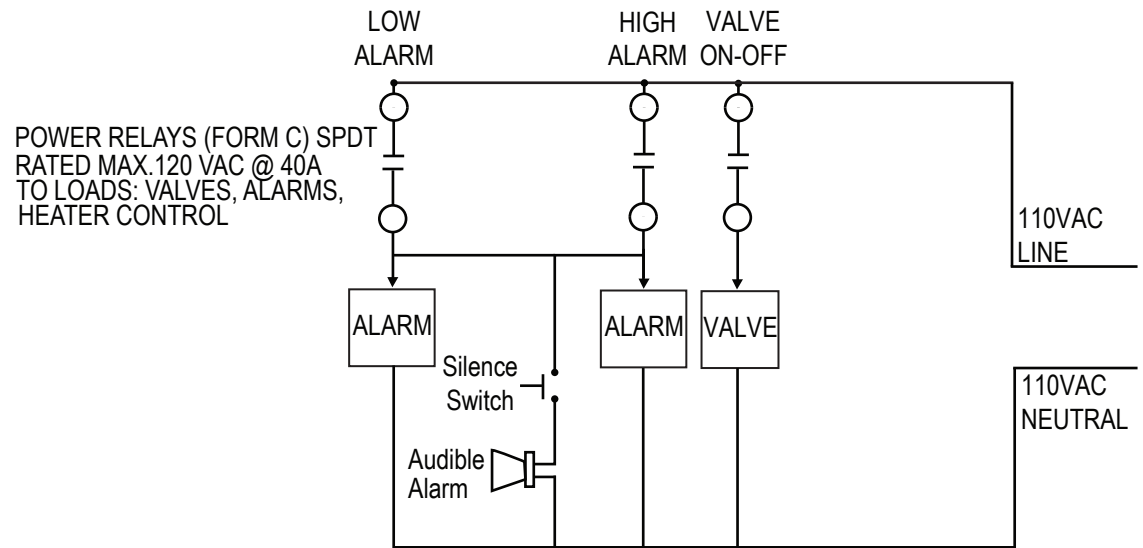 LOW
ALARM
HIGH
ALARM
VALVE
ON-OFF
POWER RELAYS (FORM C) SPDT
RATED MAX.120 VAC @ 40A
TO LOADS: VALVES, ALARMS,
HEATER CONTROL
110VAC
LINE
ALARM
ALARM
VALVE
Silence
Switch
110VAC
NEUTRAL
Audible
Alarm